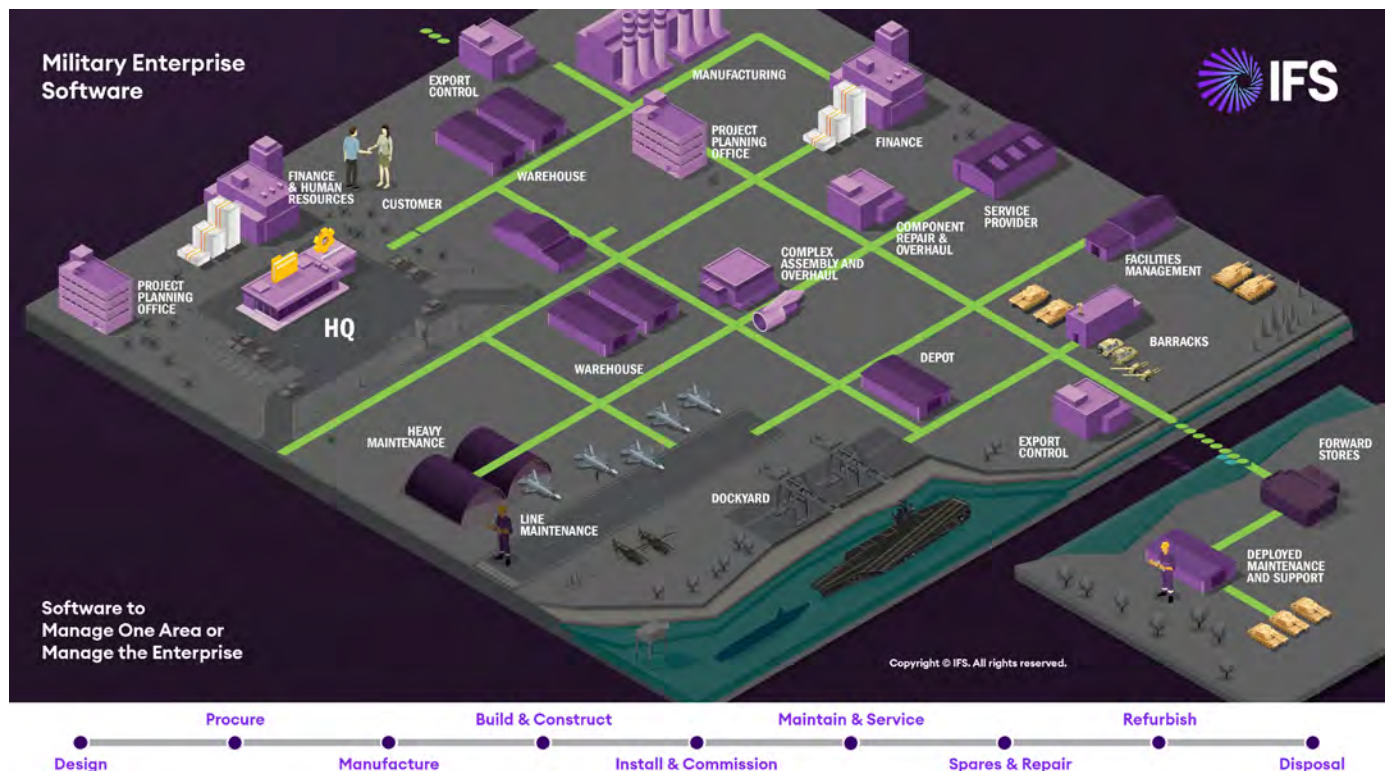 Military Enterprise
Software
IFS
EXPORT
CONTROL
MANUFACTURING
PROJECT
PLANNING
OFFICE
FINANCE
FINANCE
& HUMAN
RESOURCES
CUSTOMER
WAREHOUSE
SERVICE
PROVIDER
COMPONENT
REPAIR &
OVERHAUL
COMPLEX
ASSEMBLY AND
OVERHAUL
FACILITIES
MANAGEMENT
PROJECT
PLANNING
OFFICE
HQ
WAREHOUSE
DEPOT
BARRACKS
HEAVY
MAINTENANCE
EXPORT
CONTROL
FORWARD
STORES
LINE
MAINTENANCE
DOCKYARD
DEPLOYED
MAINTENANCE
AND SUPPORT
Software to
Manage One Area or
Manage the Enterprise
Copyright © IFS. All rights reserved.
Procure
Build & Construct
Maintain & Service
Refurbish
Design
Manufacture
Install & Commission
Spares & Repair
Disposal